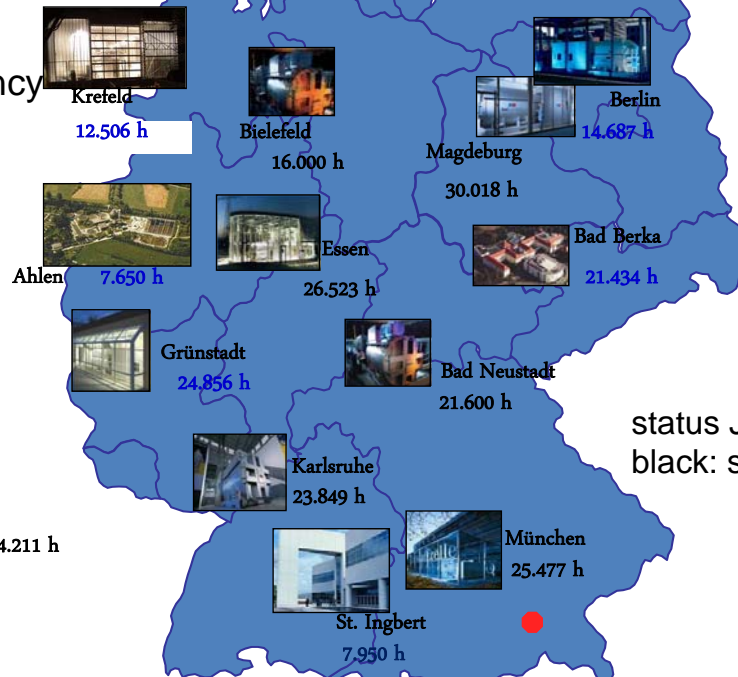 ncy
Krefeld
12.506 h
Bielefeld
16.000 h
Berlin
14.687 h
Magdeburg
30.018 h
Ahlen
7.650 h
Essen
26.523 h
Bad Berka
21.434 h
Grünstadt
24.856 h
Bad Neustadt
21.600 h
status J
black: s
Karlsruhe
23.849 h
4.211 h
München
25.477 h
St. Ingbert
7.950 h